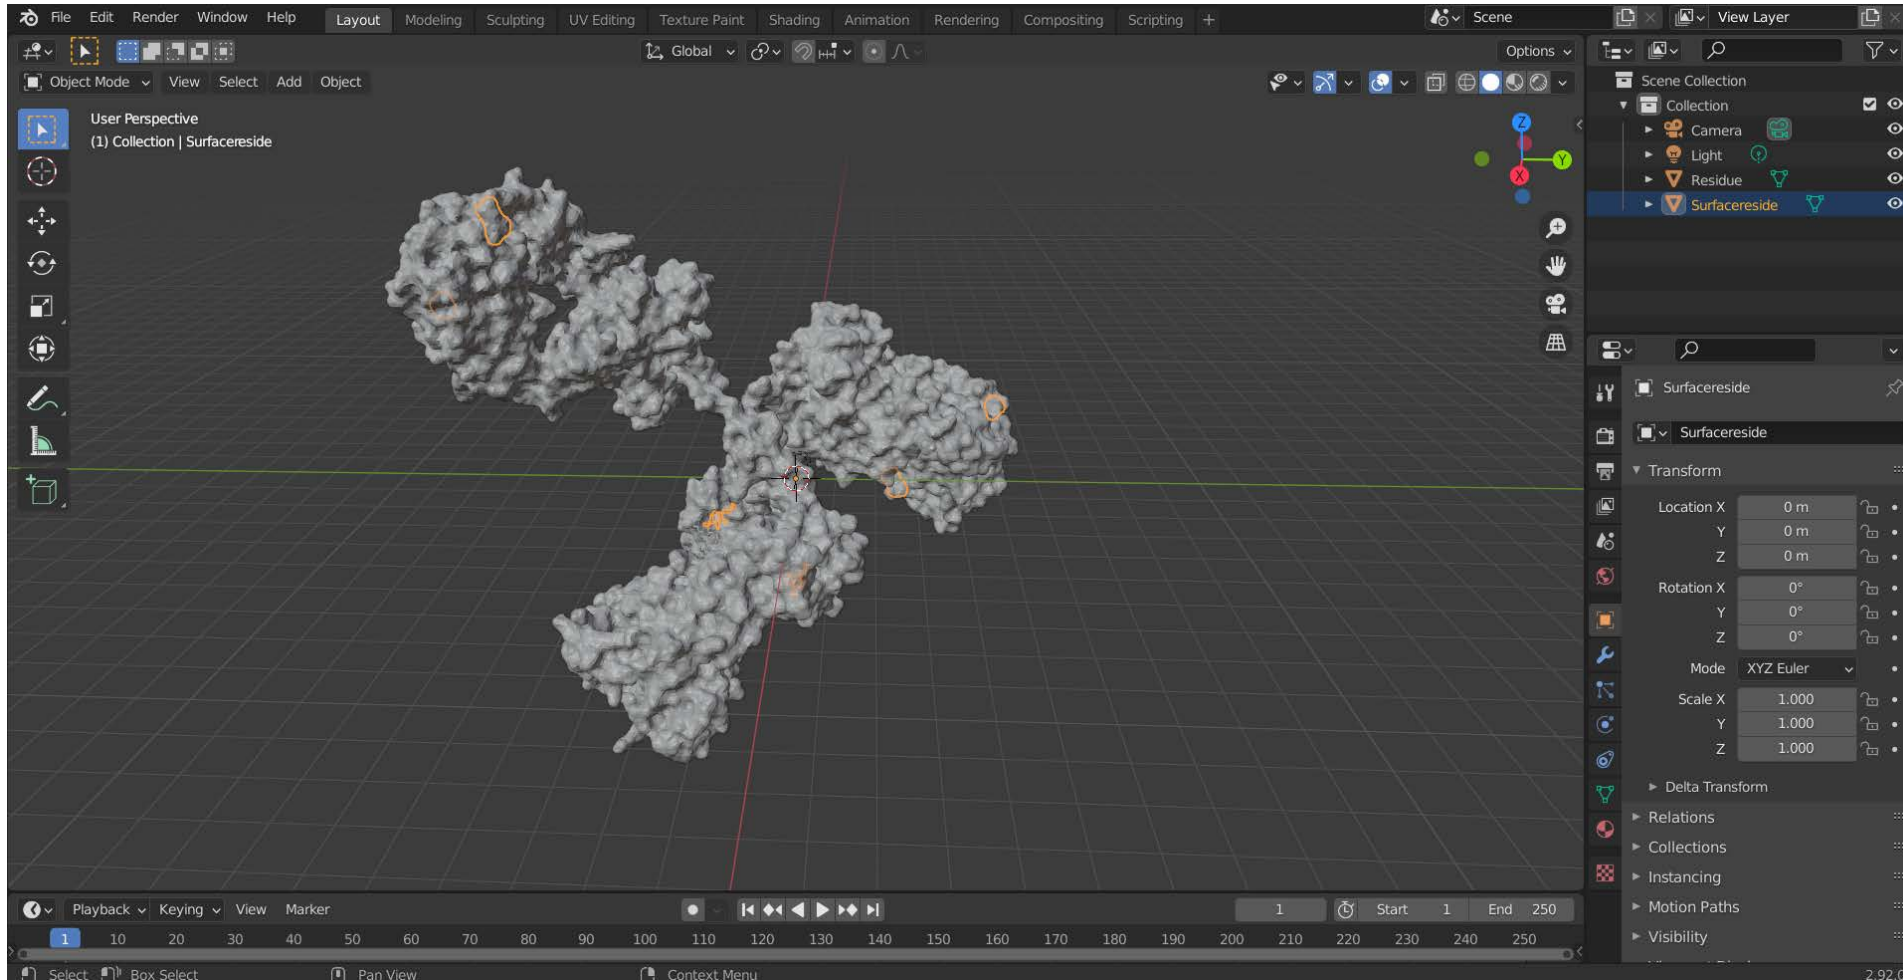 File Edit Render Window Help Layout Modeling Sculpting UV Editing Texture Paint Shading Animation Rendering Compositing Scripting + Scene View Layer
Global Options
Object Mode View Select Add Object
User Perspective
(1) Collection | Surfacereside
Z
Y
X
Scene Collection
Collection
Camera
Light
Residue
Surfacereside
Surfacereside
Surfacereside
Transform
Location X 0 m
Y 0 m
Z 0 m
Rotation X 0°
Y 0°
Z 0°
Mode XYZ Euler
Scale X 1.000
Y 1.000
Z 1.000
Delta Transform
Relations
Collections
Instancing
Motion Paths
Visibility
Playback Keying View Marker 1 Start 1 End 250
1 10 20 30 40 50 60 70 80 90 100 110 120 130 140 150 160 170 180 190 200 210 220 230 240 250
Select Box Select Pan View Context Menu